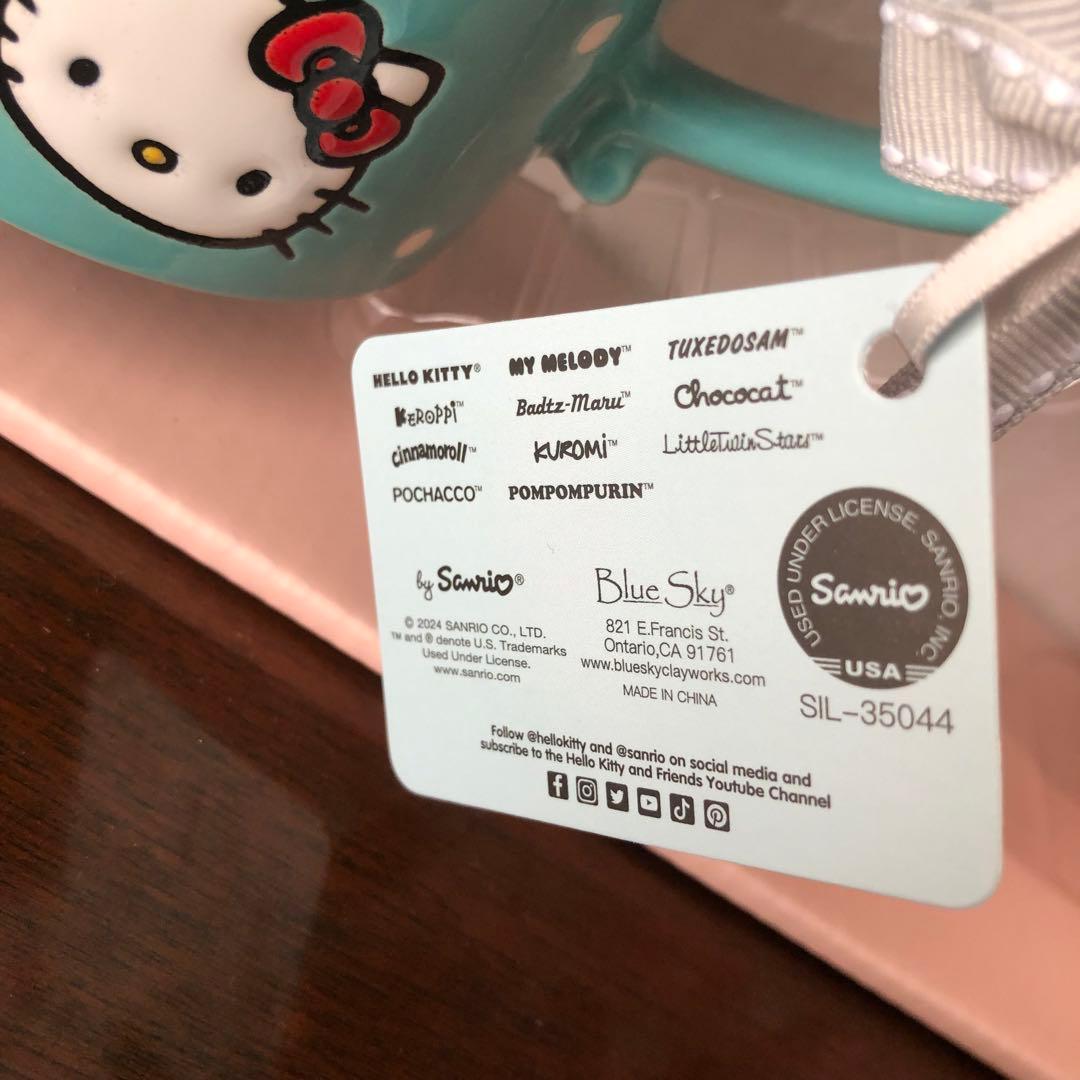 HELLO KITTY® MY MELODY™ TUXEDOSAM™
KEROPPI™ Badtz-Maru™ Chococat™
cinnamoroll™ KUROMI™ LittleTwinStars™
POCHACCO™ POMPOMPURIN™
by Sanrio®
© 2024 SANRIO CO., LTD.
™ and ® denote U.S. Trademarks
Used Under License.
www.sanrio.com
Blue Sky®
821 E.Francis St.
Ontario,CA 91761
www.blueskyclayworks.com
MADE IN CHINA
USED UNDER LICENSE. SANRIO, INC.
Sanrio
USA
SIL-35044
Follow @hellokitty and @sanrio on social media and
subscribe to the Hello Kitty and Friends Youtube Channel